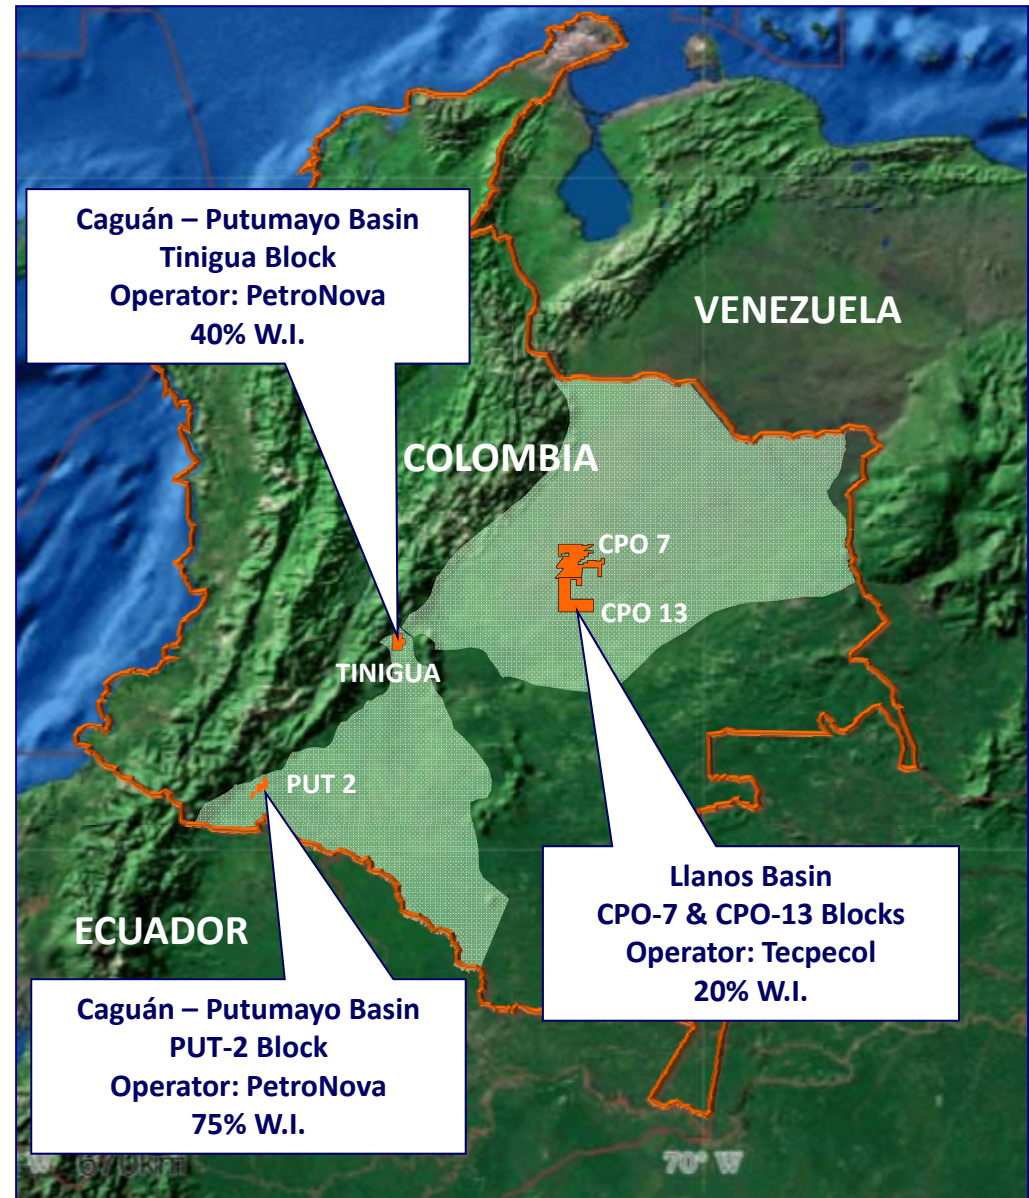 Caguán – Putumayo Basin
Tinigua Block
Operator: PetroNova
40% W.I.
VENEZUELA
COLOMBIA
CPO 7
CPO 13
TINIGUA
PUT 2
Llanos Basin
CPO-7 & CPO-13 Blocks
Operator: Tecpecol
20% W.I.
ECUADOR
Caguán – Putumayo Basin
PUT-2 Block
Operator: PetroNova
75% W.I.
70° W